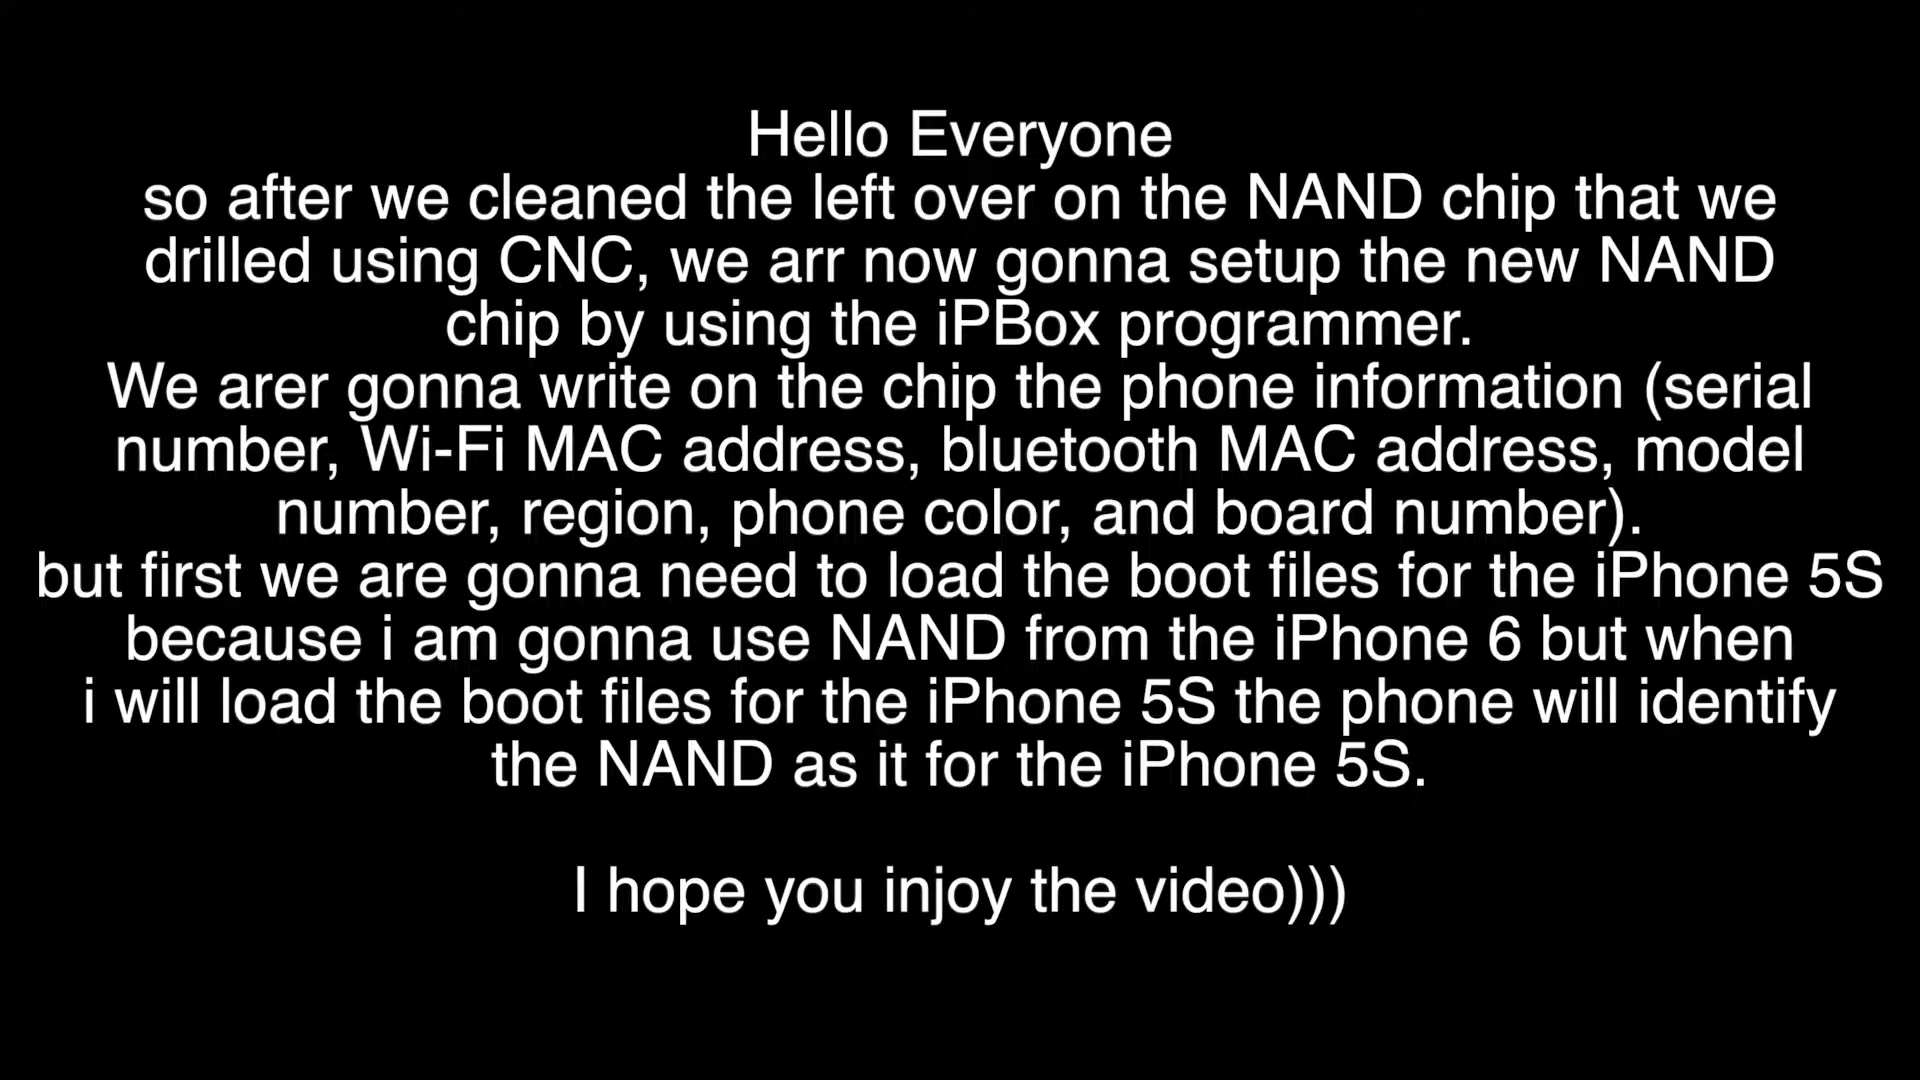 Hello Everyone
so after we cleaned the left over on the NAND chip that we
drilled using CNC, we arr now gonna setup the new NAND
chip by using the iPBox programmer.
We arer gonna write on the chip the phone information (serial
number, Wi-Fi MAC address, bluetooth MAC address, model
number, region, phone color, and board number).
but first we are gonna need to load the boot files for the iPhone 5S
because i am gonna use NAND from the iPhone 6 but when
i will load the boot files for the iPhone 5S the phone will identify
the NAND as it for the iPhone 5S.
I hope you injoy the video)))